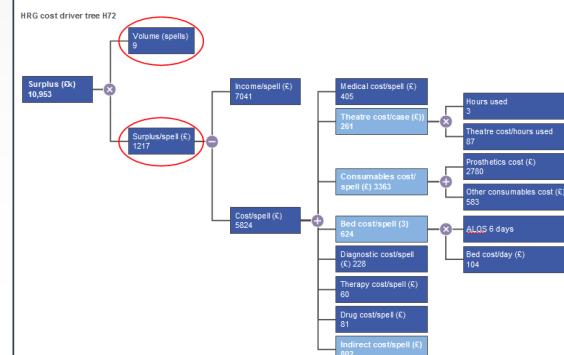 HRG cost driver tree H72
Volume (spells)
9
Surplus (£k)
10,953
Surplus/spell (£)
1217
Income/spell (£)
7041
Cost/spell (£)
5824
Medical cost/spell (£)
405
Theatre cost/case (£))
261
Hours used
3
Theatre cost/hours used
87
Consumables cost/
spell (£) 3363
Prosthetics cost (£)
2780
Other consumables cost (£)
583
Bed cost/spell (3)
624
ALOS 6 days
Bed cost/day (£)
104
Diagnostic cost/spell
(£) 228
Therapy cost/spell (£)
60
Drug cost/spell (£)
81
Indirect cost/spell (£)
802